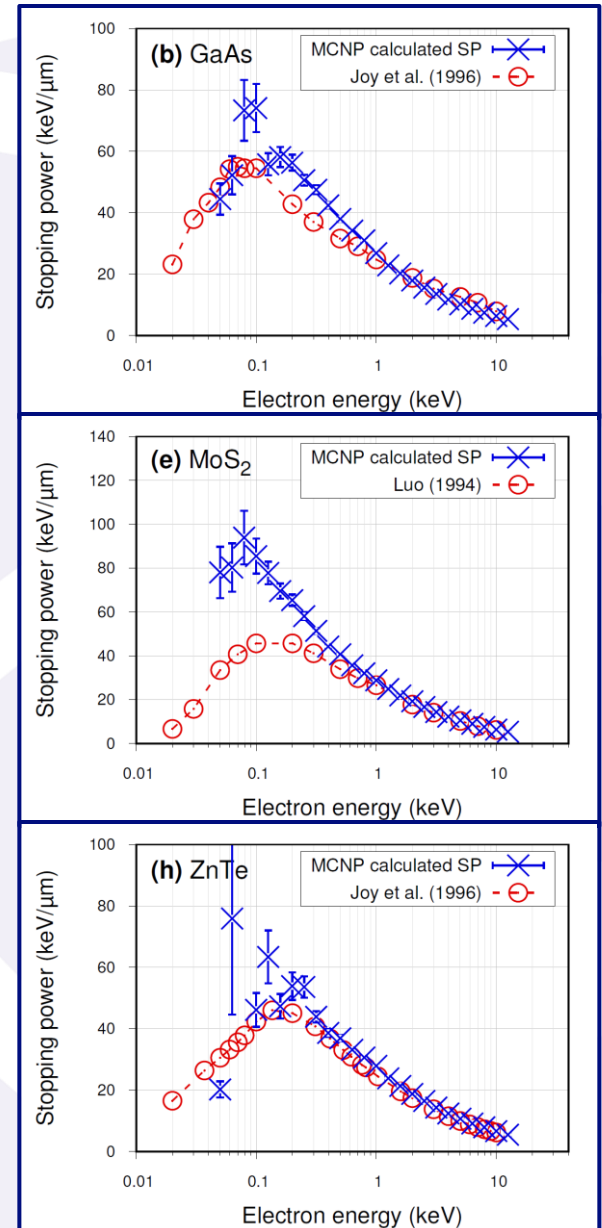 (b) GaAs
MCNP calculated SP
Joy et al. (1996)
Stopping power (keV/µm)
100
80
60
40
20
0
0.01 0.1 1 10
Electron energy (keV)
(e) MoS₂
MCNP calculated SP
Luo (1994)
Stopping power (keV/µm)
140
120
100
80
60
40
20
0
0.01 0.1 1 10
Electron energy (keV)
(h) ZnTe
MCNP calculated SP
Joy et al. (1996)
Stopping power (keV/µm)
100
80
60
40
20
0
0.01 0.1 1 10
Electron energy (keV)